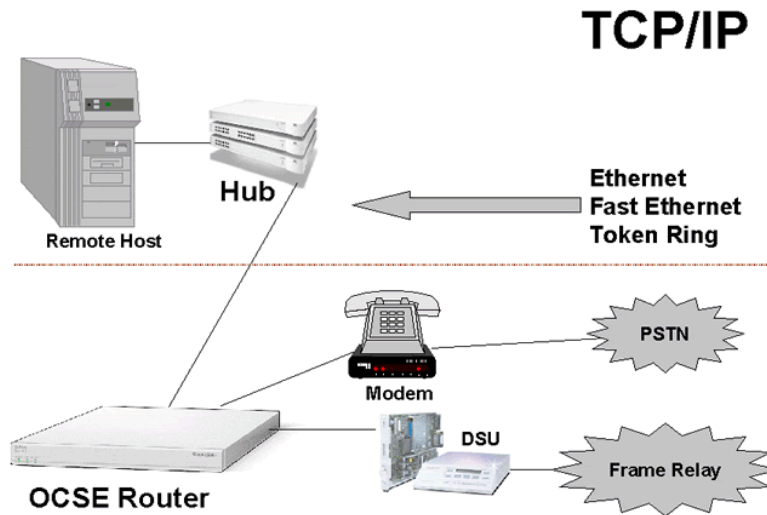 TCP/IP
Hub
Remote Host
Ethernet
Fast Ethernet
Token Ring
PSTN
Modem
DSU
OCSE Router
Frame Relay